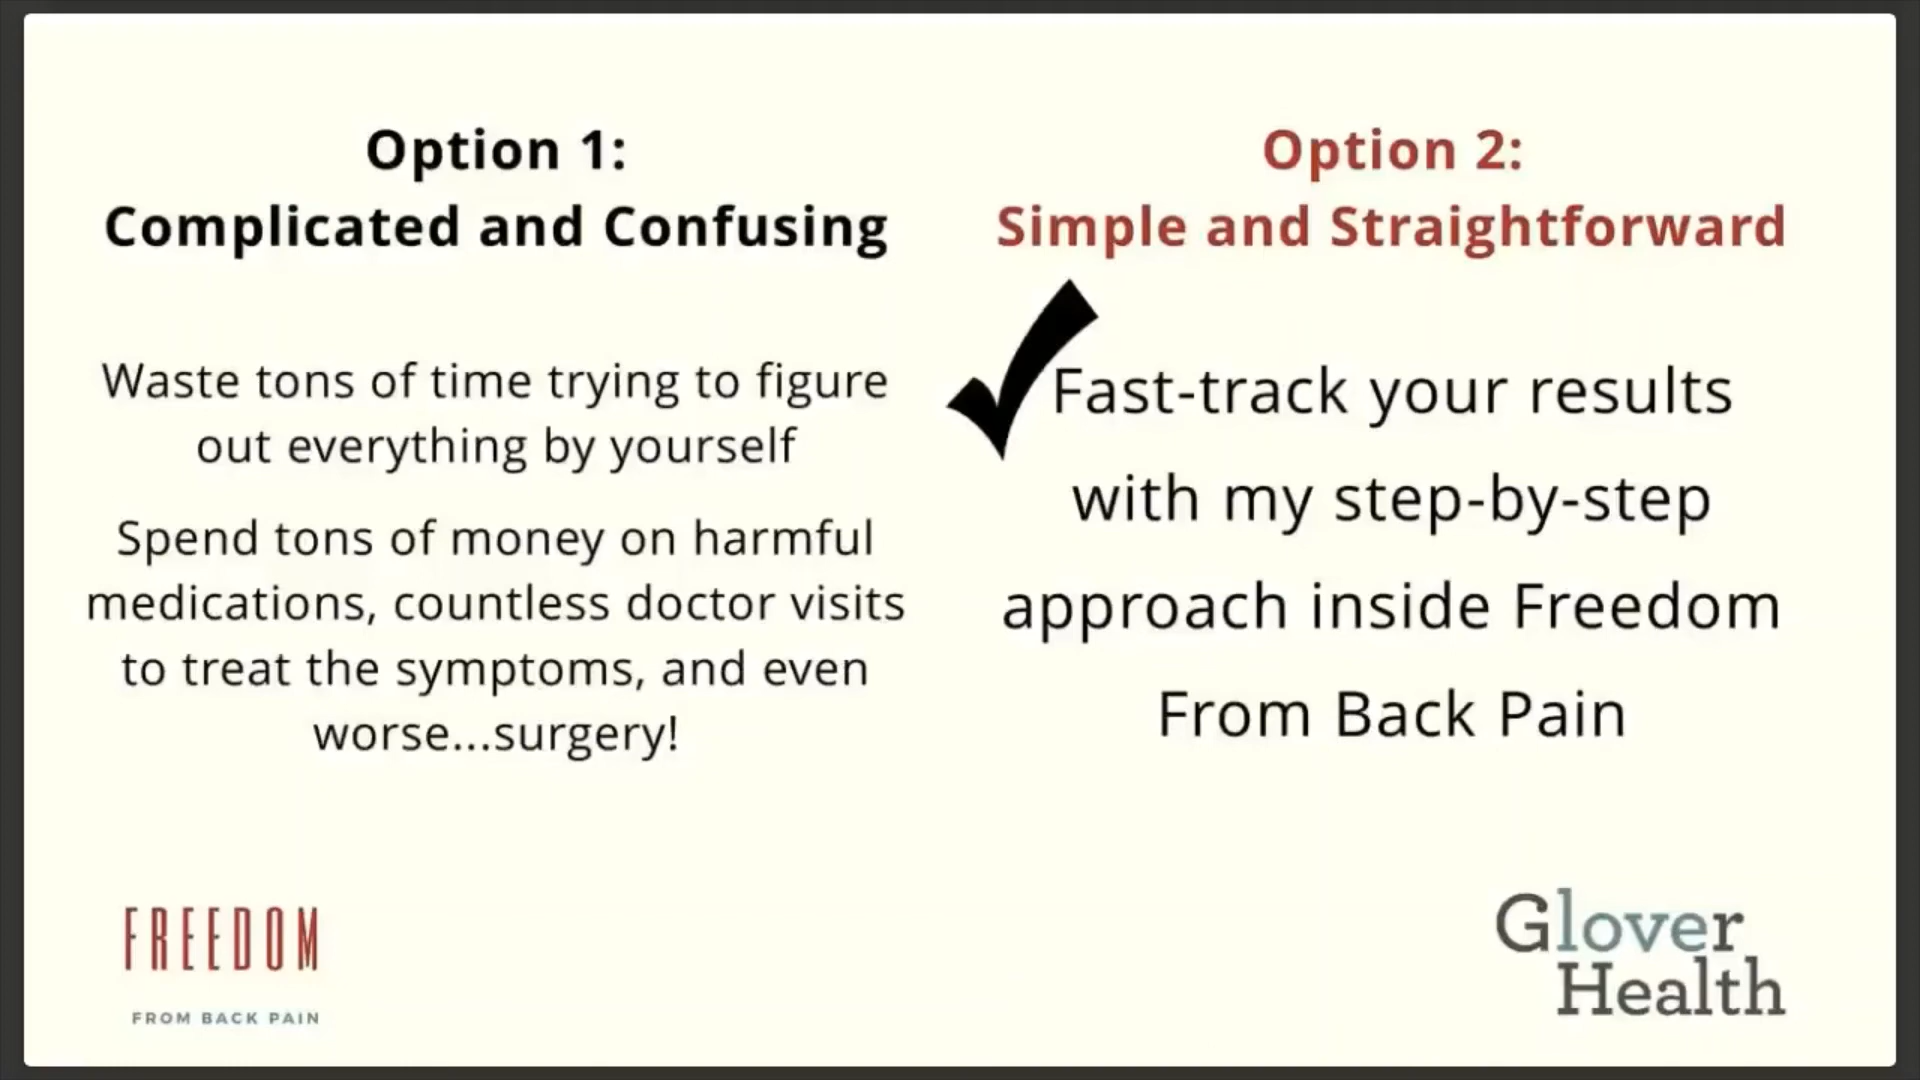 Option 1:
Complicated and Confusing
Waste tons of time trying to figure
out everything by yourself
Spend tons of money on harmful
medications, countless doctor visits
to treat the symptoms, and even
worse...surgery!
Option 2:
Simple and Straightforward
Fast-track your results
with my step-by-step
approach inside Freedom
From Back Pain
FREEDOM
FROM BACK PAIN
Glover
Health